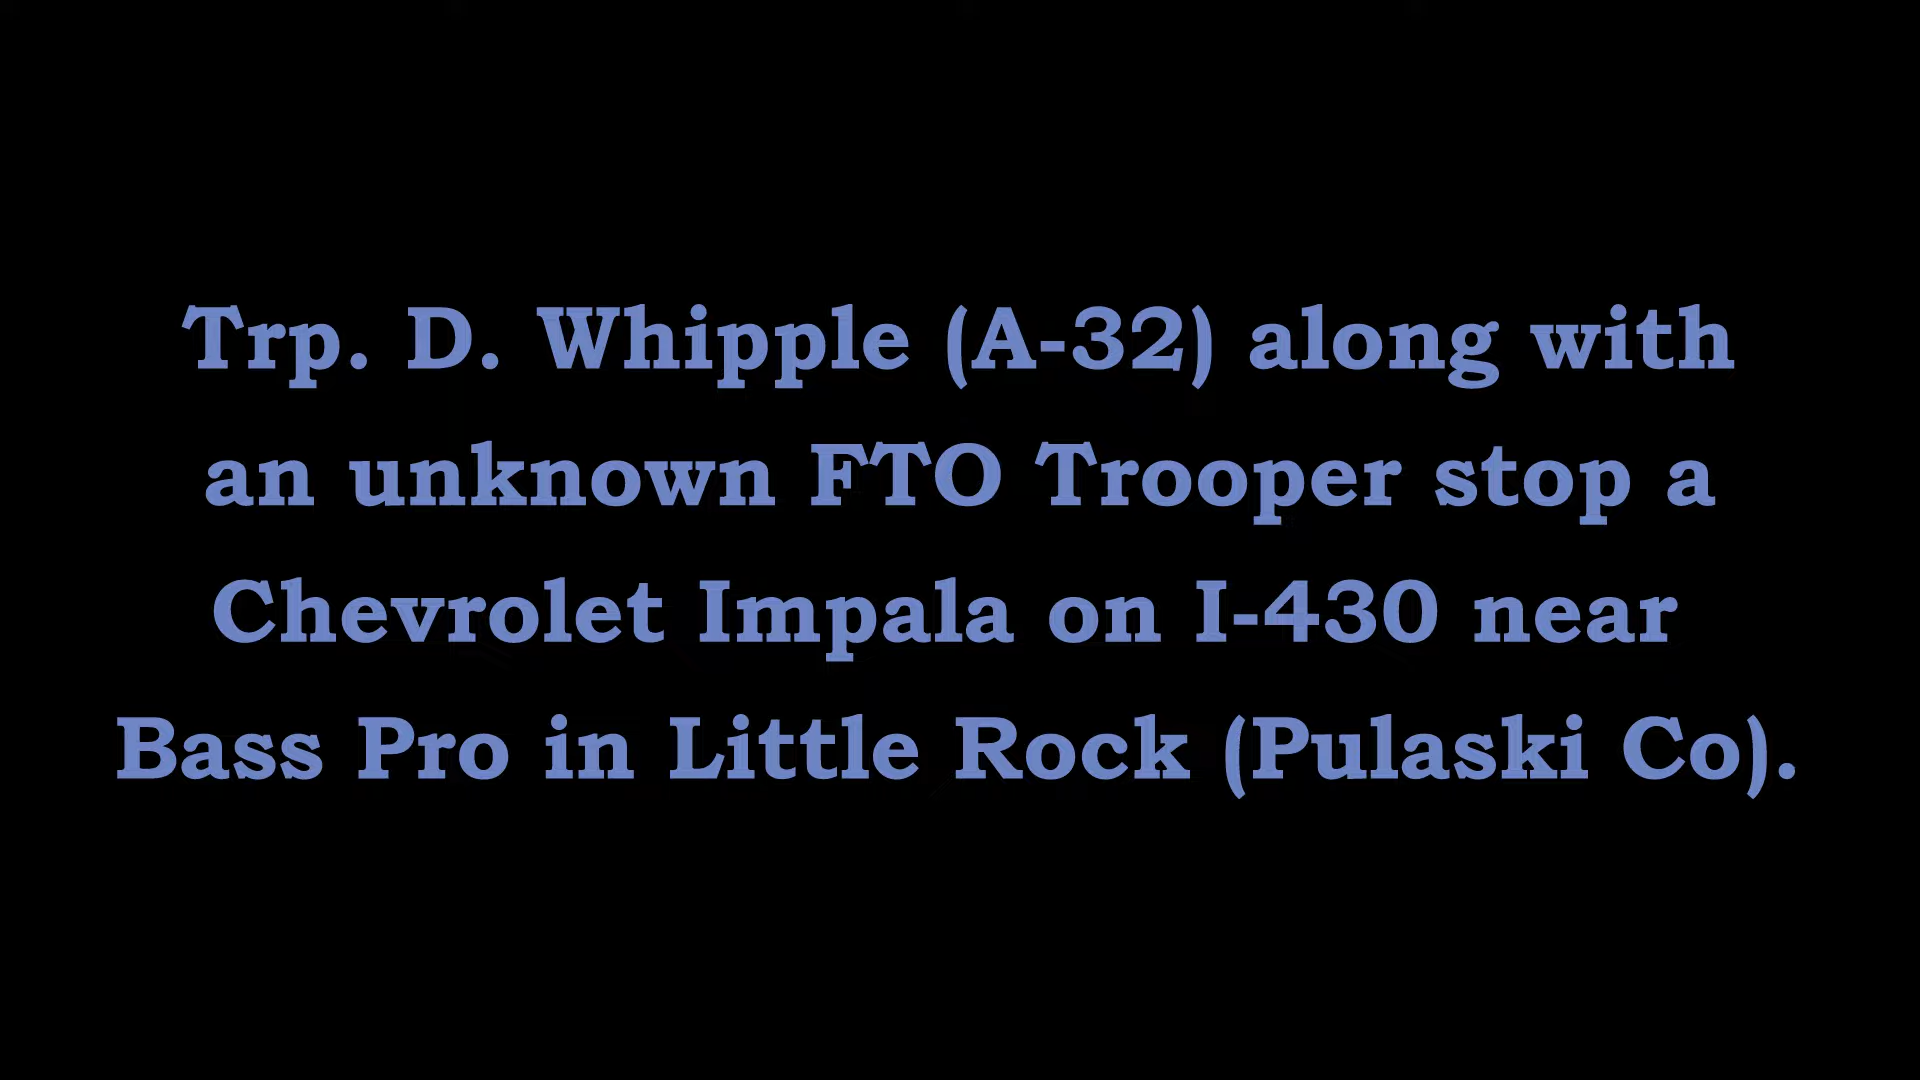 Trp. D. Whipple (A-32) along with
an unknown FTO Trooper stop a
Chevrolet Impala on I-430 near
Bass Pro in Little Rock (Pulaski Co).